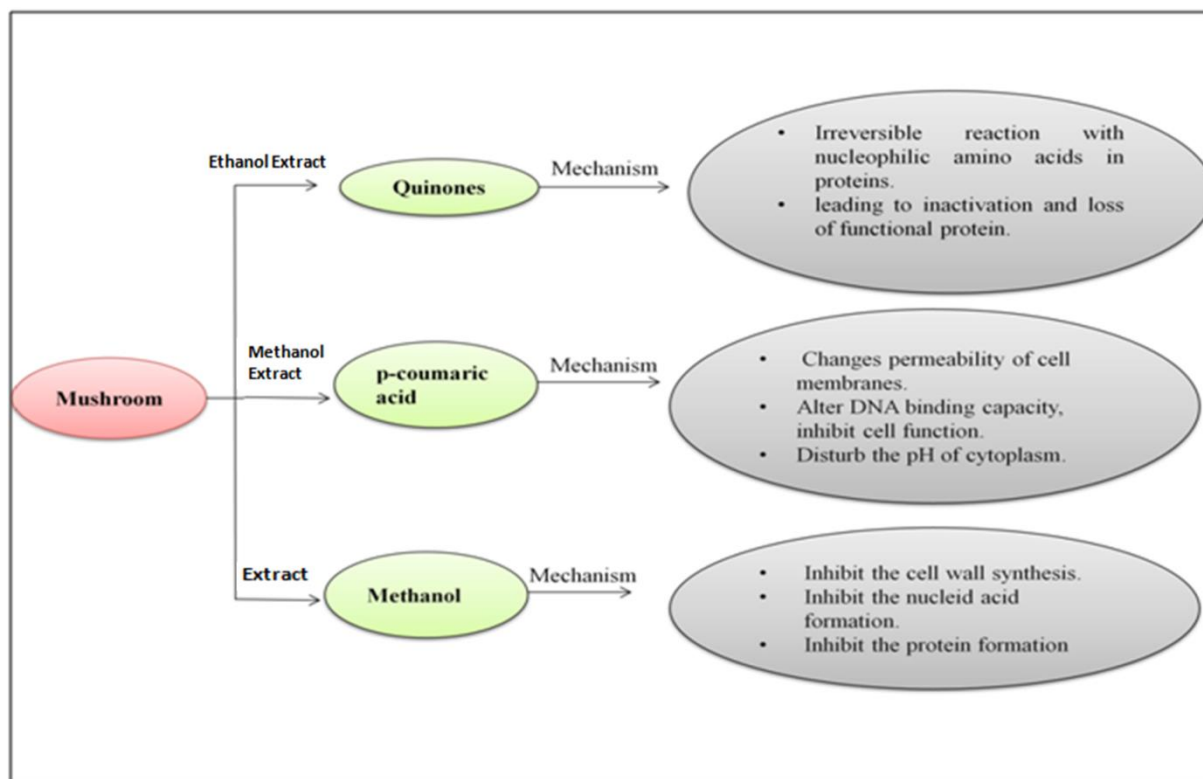 Ethanol Extract
Quinones
Mechanism
• Irreversible reaction with
nucleophilic amino acids in
proteins.
• leading to inactivation and loss
of functional protein.
Mushroom
Methanol
Extract
p-coumaric
acid
Mechanism
• Changes permeability of cell
membranes.
• Alter DNA binding capacity,
inhibit cell function.
• Disturb the pH of cytoplasm.
Extract
Methanol
Mechanism
• Inhibit the cell wall synthesis.
• Inhibit the nucleid acid
formation.
• Inhibit the protein formation